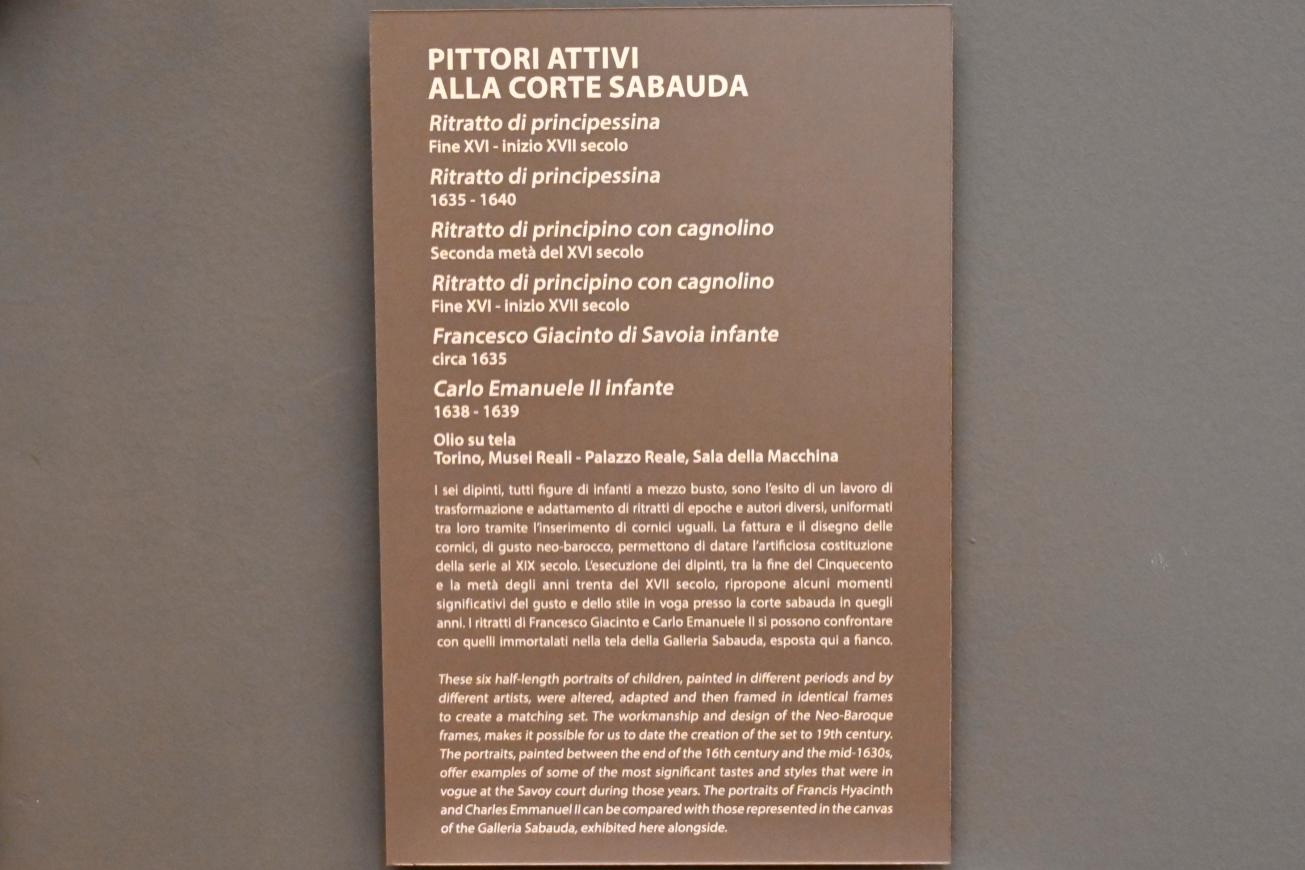 PITTORI ATTIVI
ALLA CORTE SABAUDA
Ritratto di principessina
Fine XVI - inizio XVII secolo
Ritratto di principessina
1635 - 1640
Ritratto di principino con cagnolino
Seconda metà del XVI secolo
Ritratto di principino con cagnolino
Fine XVI - inizio XVII secolo
Francesco Giacinto di Savoia infante
circa 1635
Carlo Emanuele II infante
1638 - 1639
Olio su tela
Torino, Musei Reali - Palazzo Reale, Sala della Macchina
I sei dipinti, tutti figure di infanti a mezzo busto, sono l'esito di un lavoro di
trasformazione e adattamento di ritratti di epoche e autori diversi, uniformati
tra loro tramite l'inserimento di cornici uguali. La fattura e il disegno delle
cornici, di gusto neo-barocco, permettono di datare l'artificiosa costituzione
della serie al XIX secolo. L'esecuzione dei dipinti, tra la fine del Cinquecento
e la metà degli anni trenta del XVII secolo, ripropone alcuni momenti
significativi del gusto e dello stile in voga presso la corte sabauda in quegli
anni. I ritratti di Francesco Giacinto e Carlo Emanuele II si possono confrontare
con quelli immortalati nella tela della Galleria Sabauda, esposta qui a fianco.
These six half-length portraits of children, painted in different periods and by
different artists, were altered, adapted and then framed in identical frames
to create a matching set. The workmanship and design of the Neo-Baroque
frames, makes it possible for us to date the creation of the set to 19th century.
The portraits, painted between the end of the 16th century and the mid-1630s,
offer examples of some of the most significant tastes and styles that were in
vogue at the Savoy court during those years. The portraits of Francis Hyacinth
and Charles Emmanuel II can be compared with those represented in the canvas
of the Galleria Sabauda, exhibited here alongside.